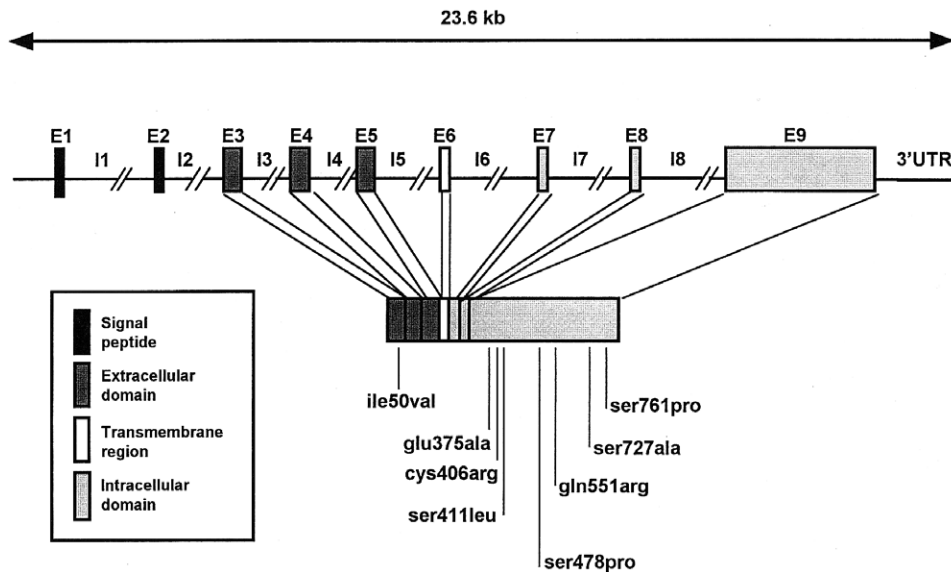 23.6 kb
E1 E2 E3 E4 E5 E6 E7 E8 E9
I1 I2 I3 I4 I5 I6 I7 I8 3'UTR
Signal
peptide
Extracellular
domain
Transmembrane
region
Intracellular
domain
ile50val
glu375ala
cys406arg
ser411leu
ser478pro
gln551arg
ser727ala
ser761pro